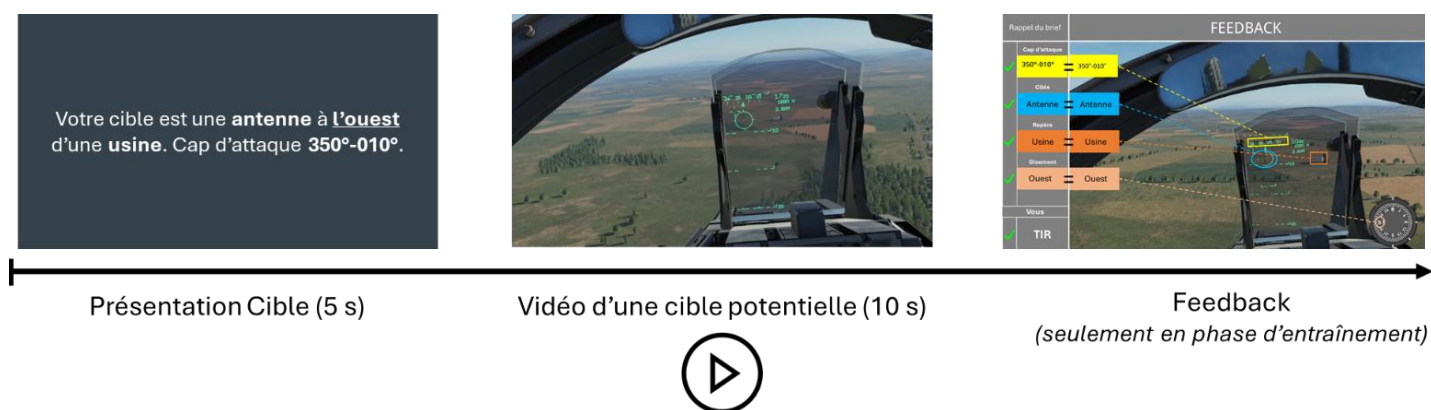 Votre cible est une antenne à l'ouest
d'une usine. Cap d'attaque 350°-010°.
Rappel du brief
FEEDBACK
Cap d'attaque
350°-010° = 350°-010°
Cible
Antenne = Antenne
Repère
Usine = Usine
Gisement
Ouest = Ouest
Vous
TIR
Présentation Cible (5 s)
Vidéo d'une cible potentielle (10 s)
Feedback
(seulement en phase d'entraînement)